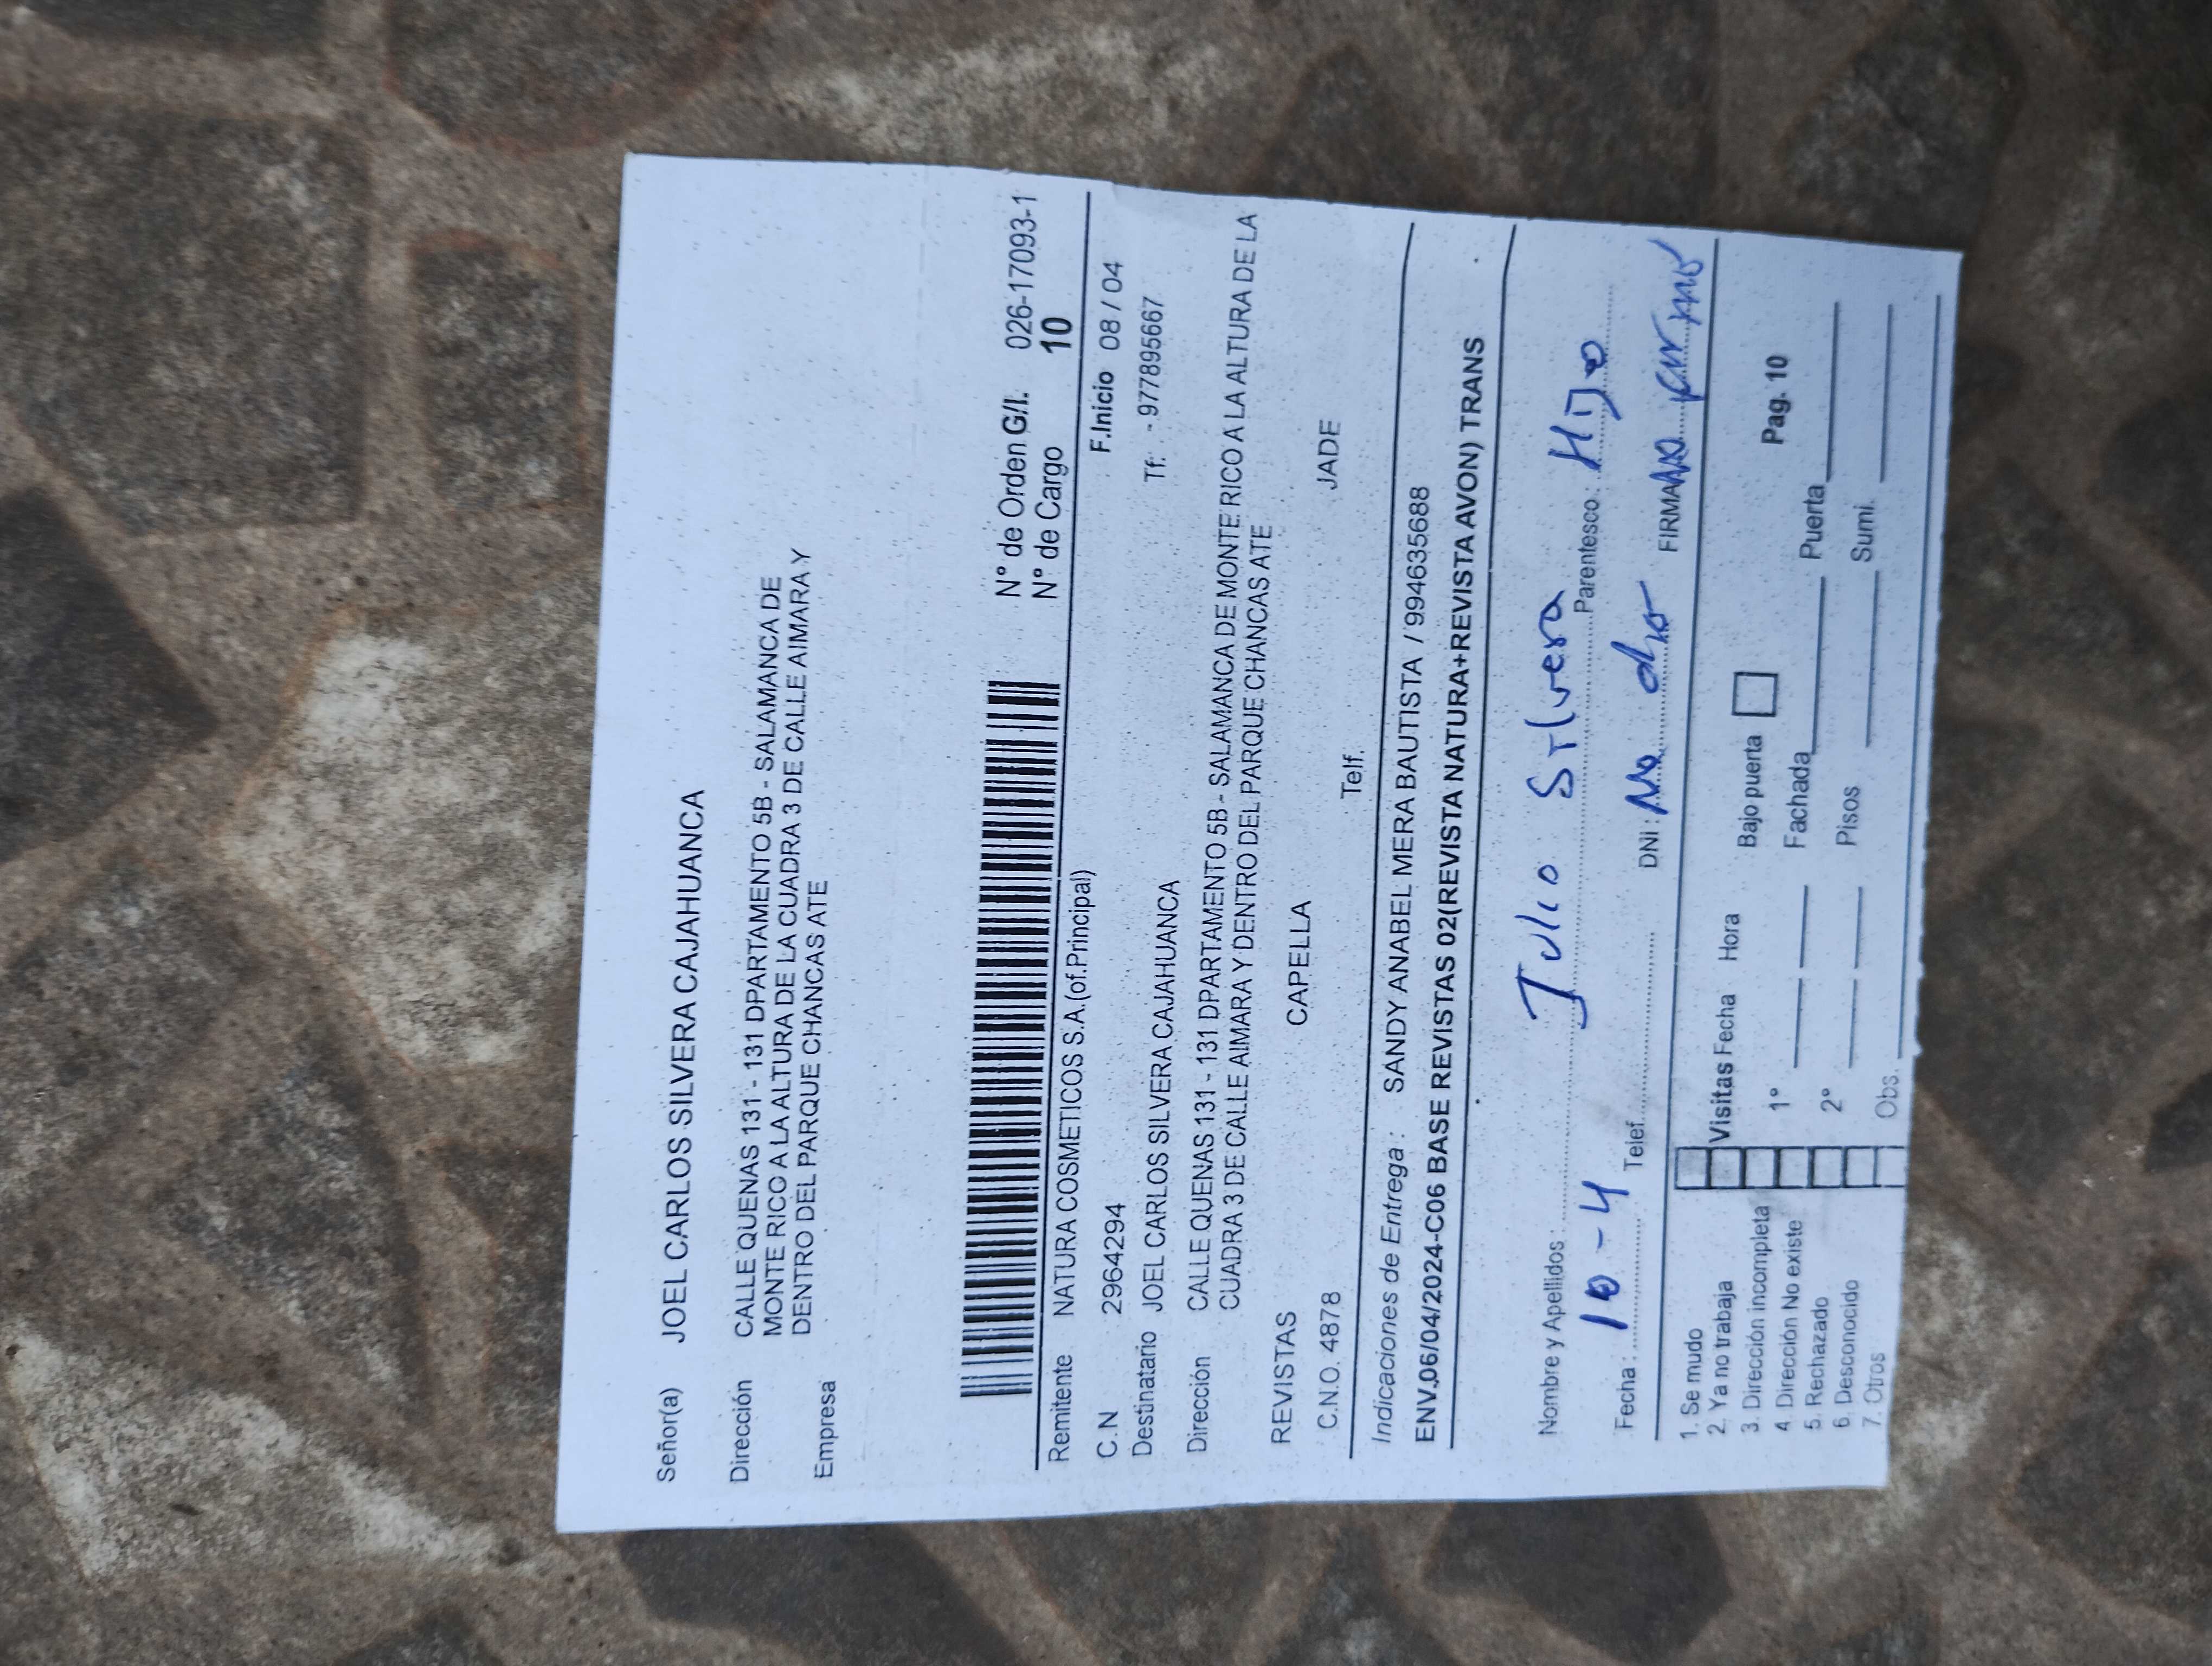 Señor(a) JOEL CARLOS SILVERA CAJAHUANCA
Dirección CALLE QUENAS 131 - 131 DPARTAMENTO 5B - SALAMANCA DE
MONTE RICO A LA ALTURA DE LA CUADRA 3 DE CALLE AIMARA Y
Empresa DENTRO DEL PARQUE CHANCAS ATE
N° de Orden G/I. 026-17093-1
N° de Cargo 10
Remitente NATURA COSMETICOS S.A.(of.Principal)
F.Inicio 08 / 04
C.N 2964294
Destinatario JOEL CARLOS SILVERA CAJAHUANCA Tf: - 977895667
Dirección CALLE QUENAS 131 - 131 DPARTAMENTO 5B - SALAMANCA DE MONTE RICO A LA ALTURA DE LA
CUADRA 3 DE CALLE AIMARA Y DENTRO DEL PARQUE CHANCAS ATE
REVISTAS CAPELLA JADE
C.N.O. 4878 Telf.
Indicaciones de Entrega : SANDY ANABEL MERA BAUTISTA / 994635688
ENV.06/04/2024-C06 BASE REVISTAS 02(REVISTA NATURA+REVISTA AVON) TRANS
Nombre y Apellidos : Julio Silvera Parentesco : Hijo
Fecha : 10-4 Telef. DNI : No dio FIRMA No firmo
1. Se mudo
2. Ya no trabaja Visitas Fecha Hora Bajo puerta
3. Dirección incompleta 1° Fachada Pag. 10
4. Dirección No existe Puerta
5. Rechazado 2° Pisos Sumi.
6. Desconocido
7. Otros Obs.